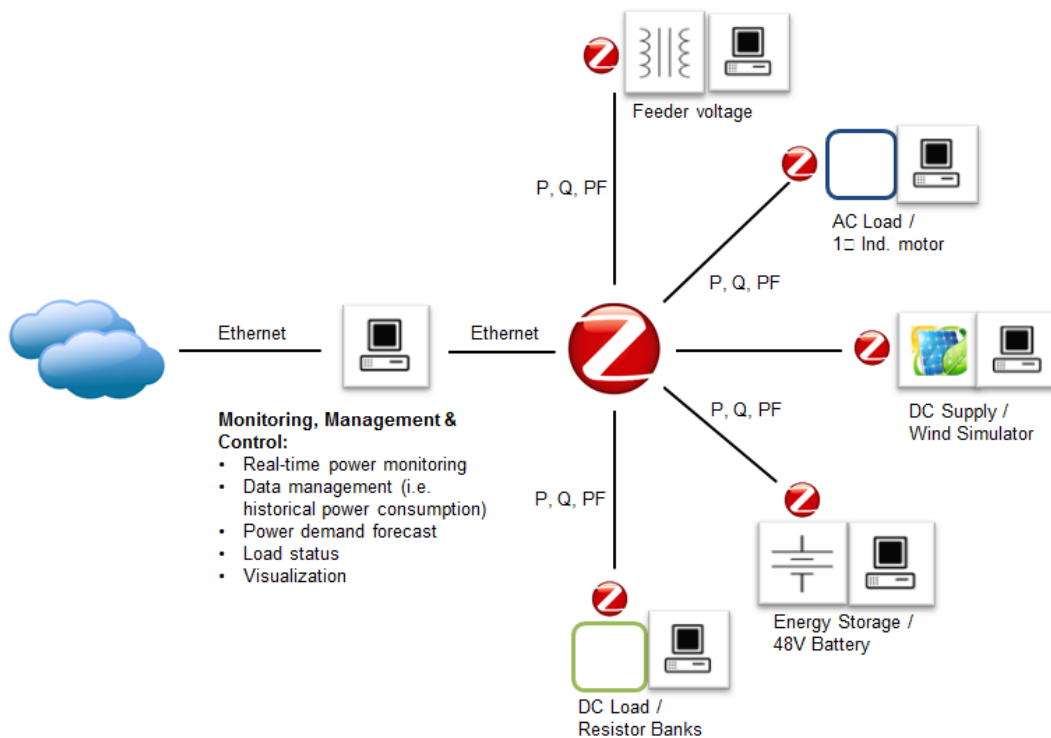 Feeder voltage
P, Q, PF
AC Load /
1□ Ind. motor
P, Q, PF
Ethernet
Ethernet
DC Supply /
Wind Simulator
P, Q, PF
Monitoring, Management &
Control:
• Real-time power monitoring
• Data management (i.e.
historical power consumption)
• Power demand forecast
• Load status
• Visualization
P, Q, PF
Energy Storage /
48V Battery
DC Load /
Resistor Banks